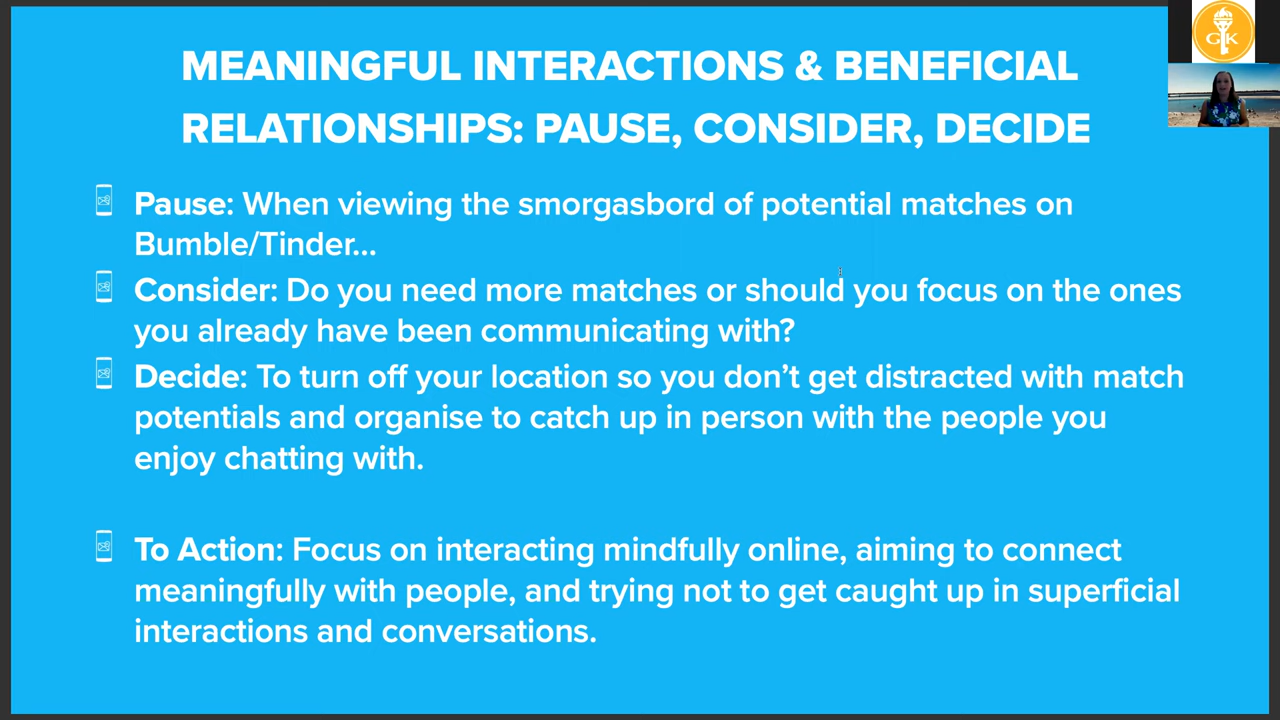 MEANINGFUL INTERACTIONS & BENEFICIAL
RELATIONSHIPS: PAUSE, CONSIDER, DECIDE
Pause: When viewing the smorgasbord of potential matches on
Bumble/Tinder...
Consider: Do you need more matches or should you focus on the ones
you already have been communicating with?
Decide: To turn off your location so you don't get distracted with match
potentials and organise to catch up in person with the people you
enjoy chatting with.
To Action: Focus on interacting mindfully online, aiming to connect
meaningfully with people, and trying not to get caught up in superficial
interactions and conversations.
G K